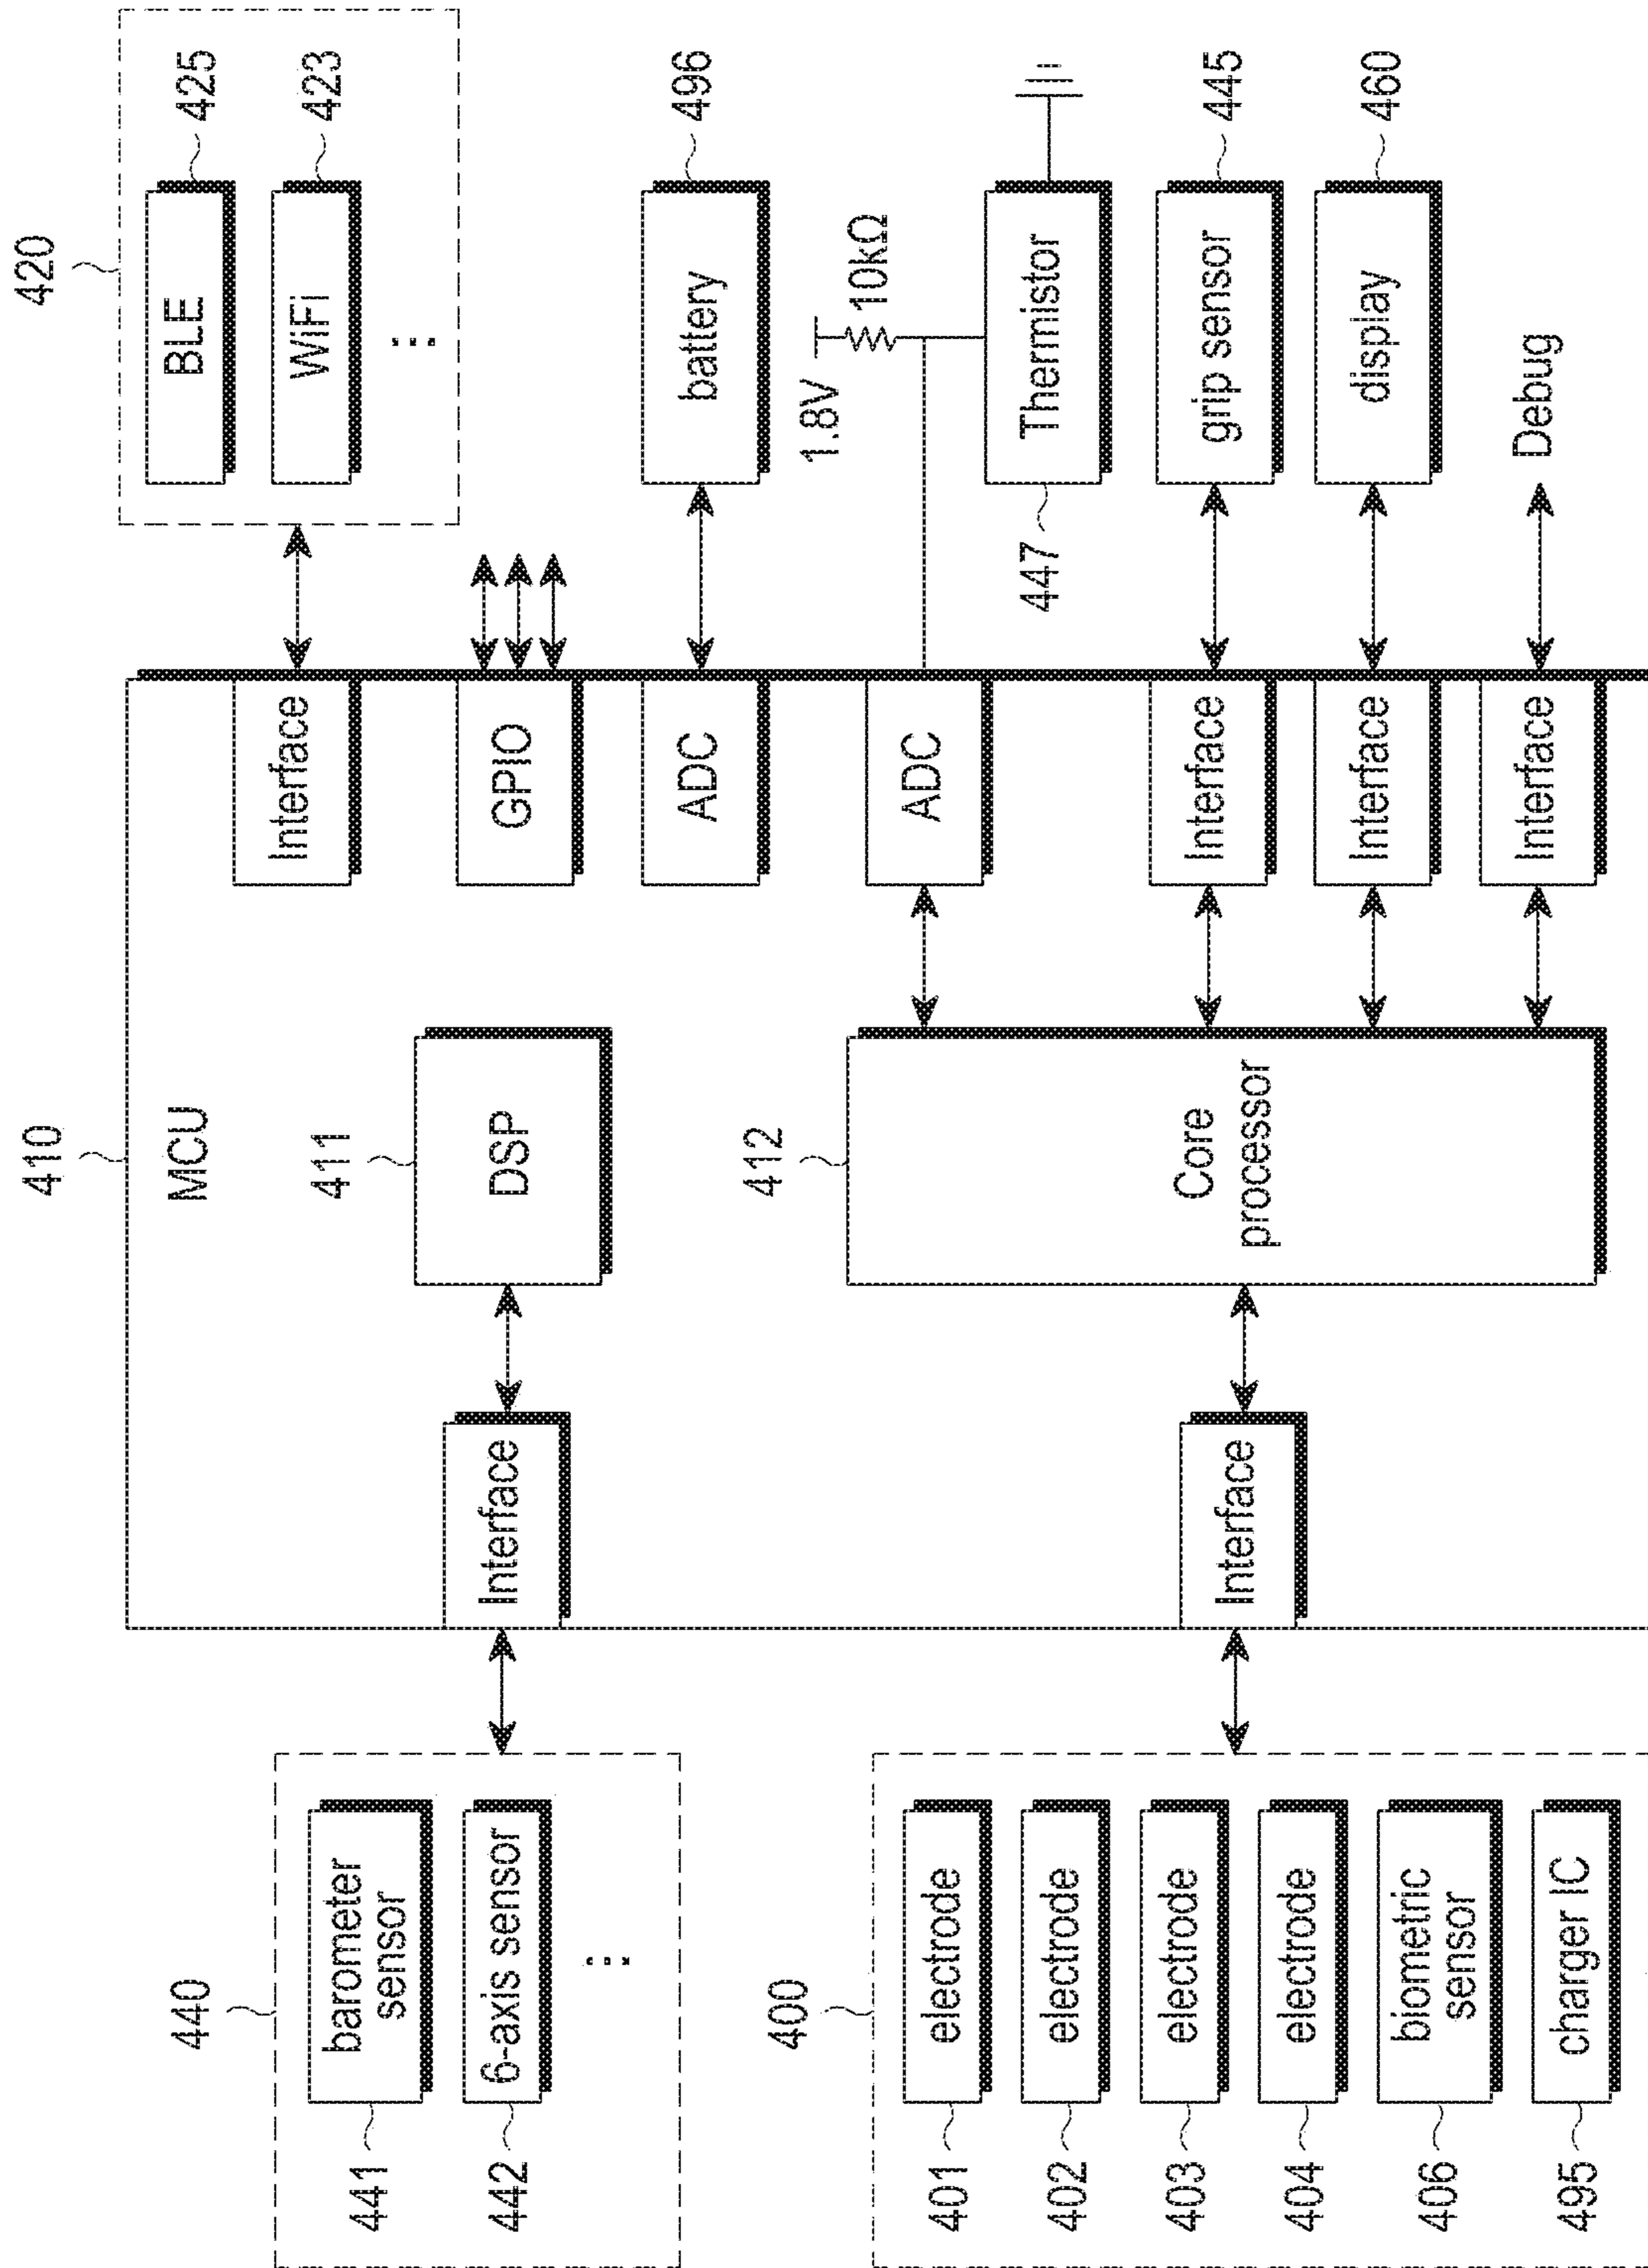 440
441
barometer
sensor
442
6-axis sensor
⋮
400
401
electrode
402
electrode
403
electrode
404
electrode
406
biometric
sensor
495
charger IC
410
MCU
Interface
411
DSP
Interface
412
Core
processor
Interface
GPIO
ADC
ADC
Interface
Interface
Interface
420
BLE
425
WiFi
423
⋮
battery
496
1.8V
10kΩ
447
Thermistor
grip sensor
445
display
460
Debug